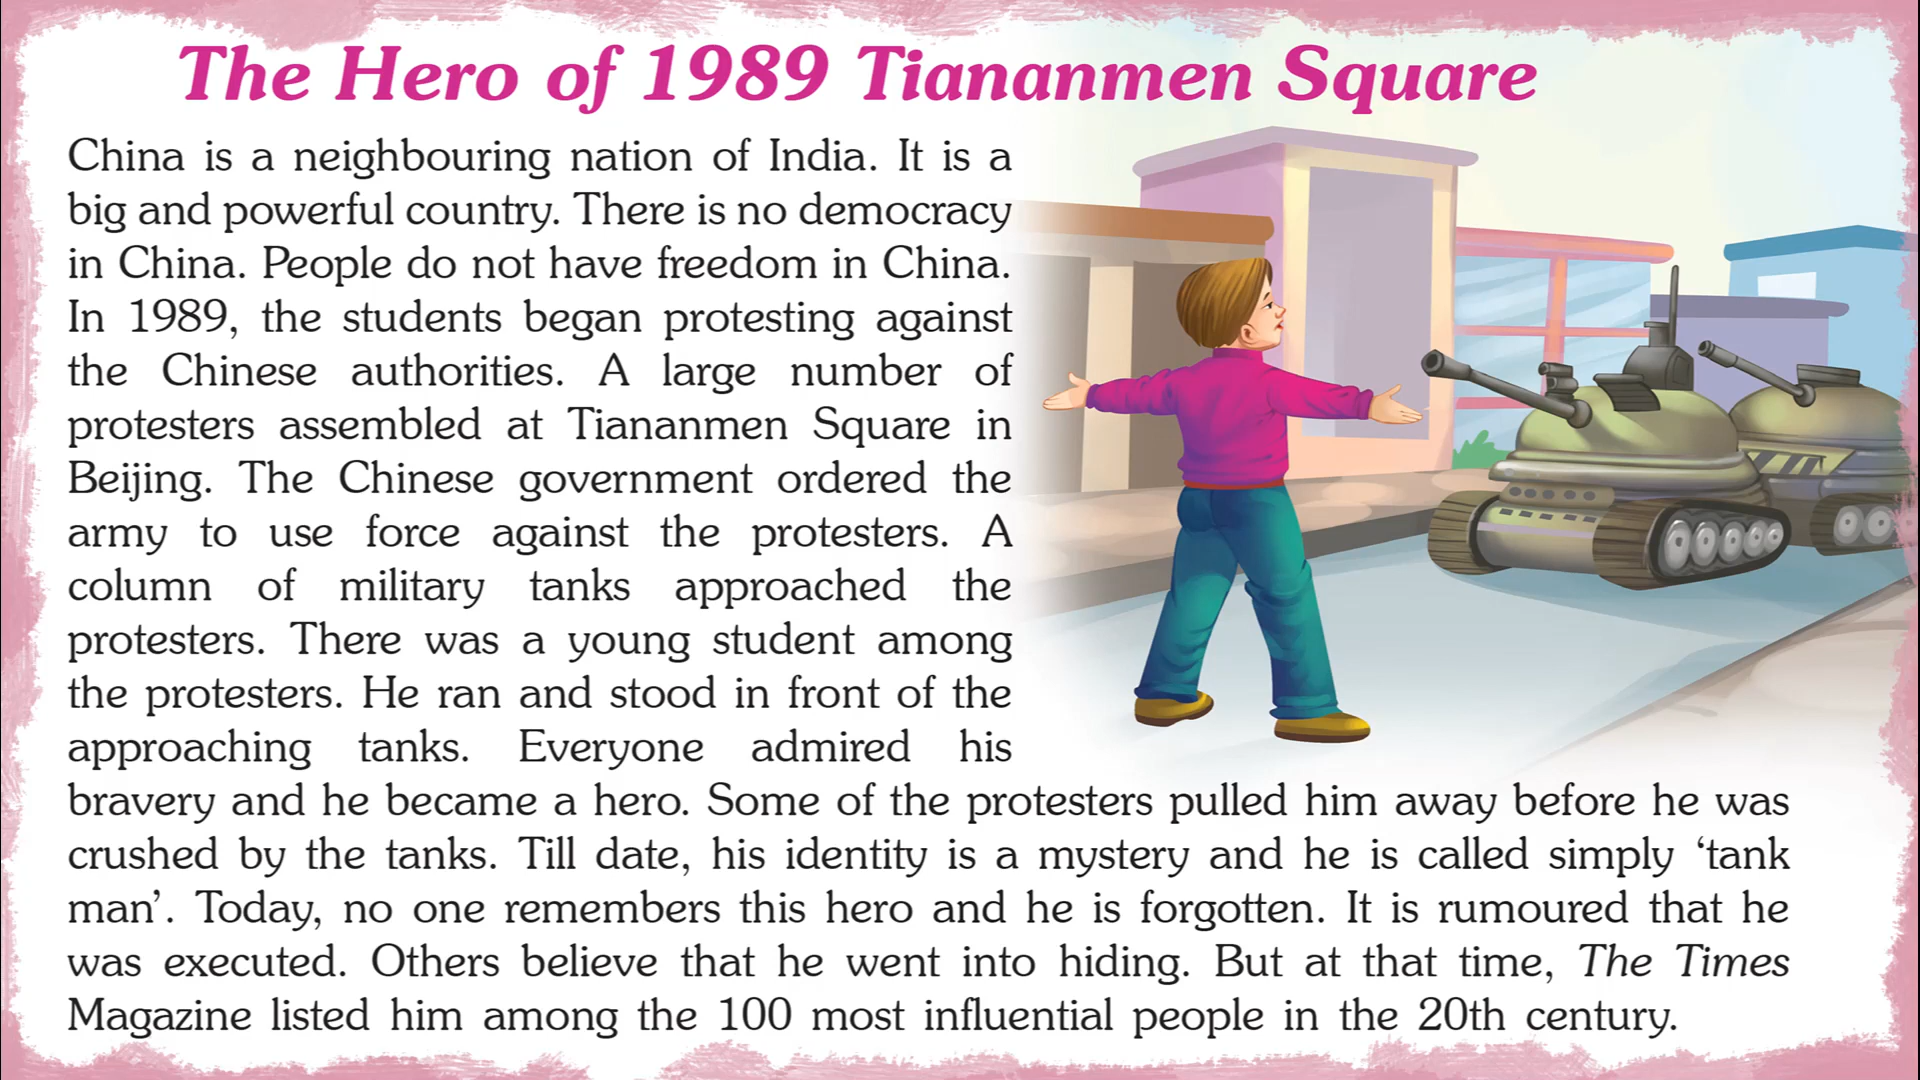 The Hero of 1989 Tiananmen Square
China is a neighbouring nation of India. It is a
big and powerful country. There is no democracy
in China. People do not have freedom in China.
In 1989, the students began protesting against
the Chinese authorities. A large number of
protesters assembled at Tiananmen Square in
Beijing. The Chinese government ordered the
army to use force against the protesters. A
column of military tanks approached the
protesters. There was a young student among
the protesters. He ran and stood in front of the
approaching tanks. Everyone admired his
bravery and he became a hero. Some of the protesters pulled him away before he was
crushed by the tanks. Till date, his identity is a mystery and he is called simply ‘tank
man’. Today, no one remembers this hero and he is forgotten. It is rumoured that he
was executed. Others believe that he went into hiding. But at that time, The Times
Magazine listed him among the 100 most influential people in the 20th century.